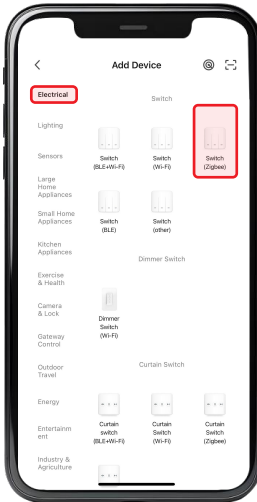 Add Device
Electrical
Lighting
Sensors
Large
Home
Appliances
Small Home
Appliances
Kitchen
Appliances
Exercise
& Health
Camera
& Lock
Gateway
Control
Outdoor
Travel
Energy
Entertainm
ent
Industry &
Agriculture
Switch
Switch
(BLE+Wi-Fi)
Switch
(Wi-Fi)
Switch
(Zigbee)
Switch
(BLE)
Switch
(other)
Dimmer Switch
Dimmer
Switch
(Wi-Fi)
Curtain Switch
Curtain
switch
(BLE+Wi-Fi)
Curtain
Switch
(Wi-Fi)
Curtain
Switch
(Zigbee)